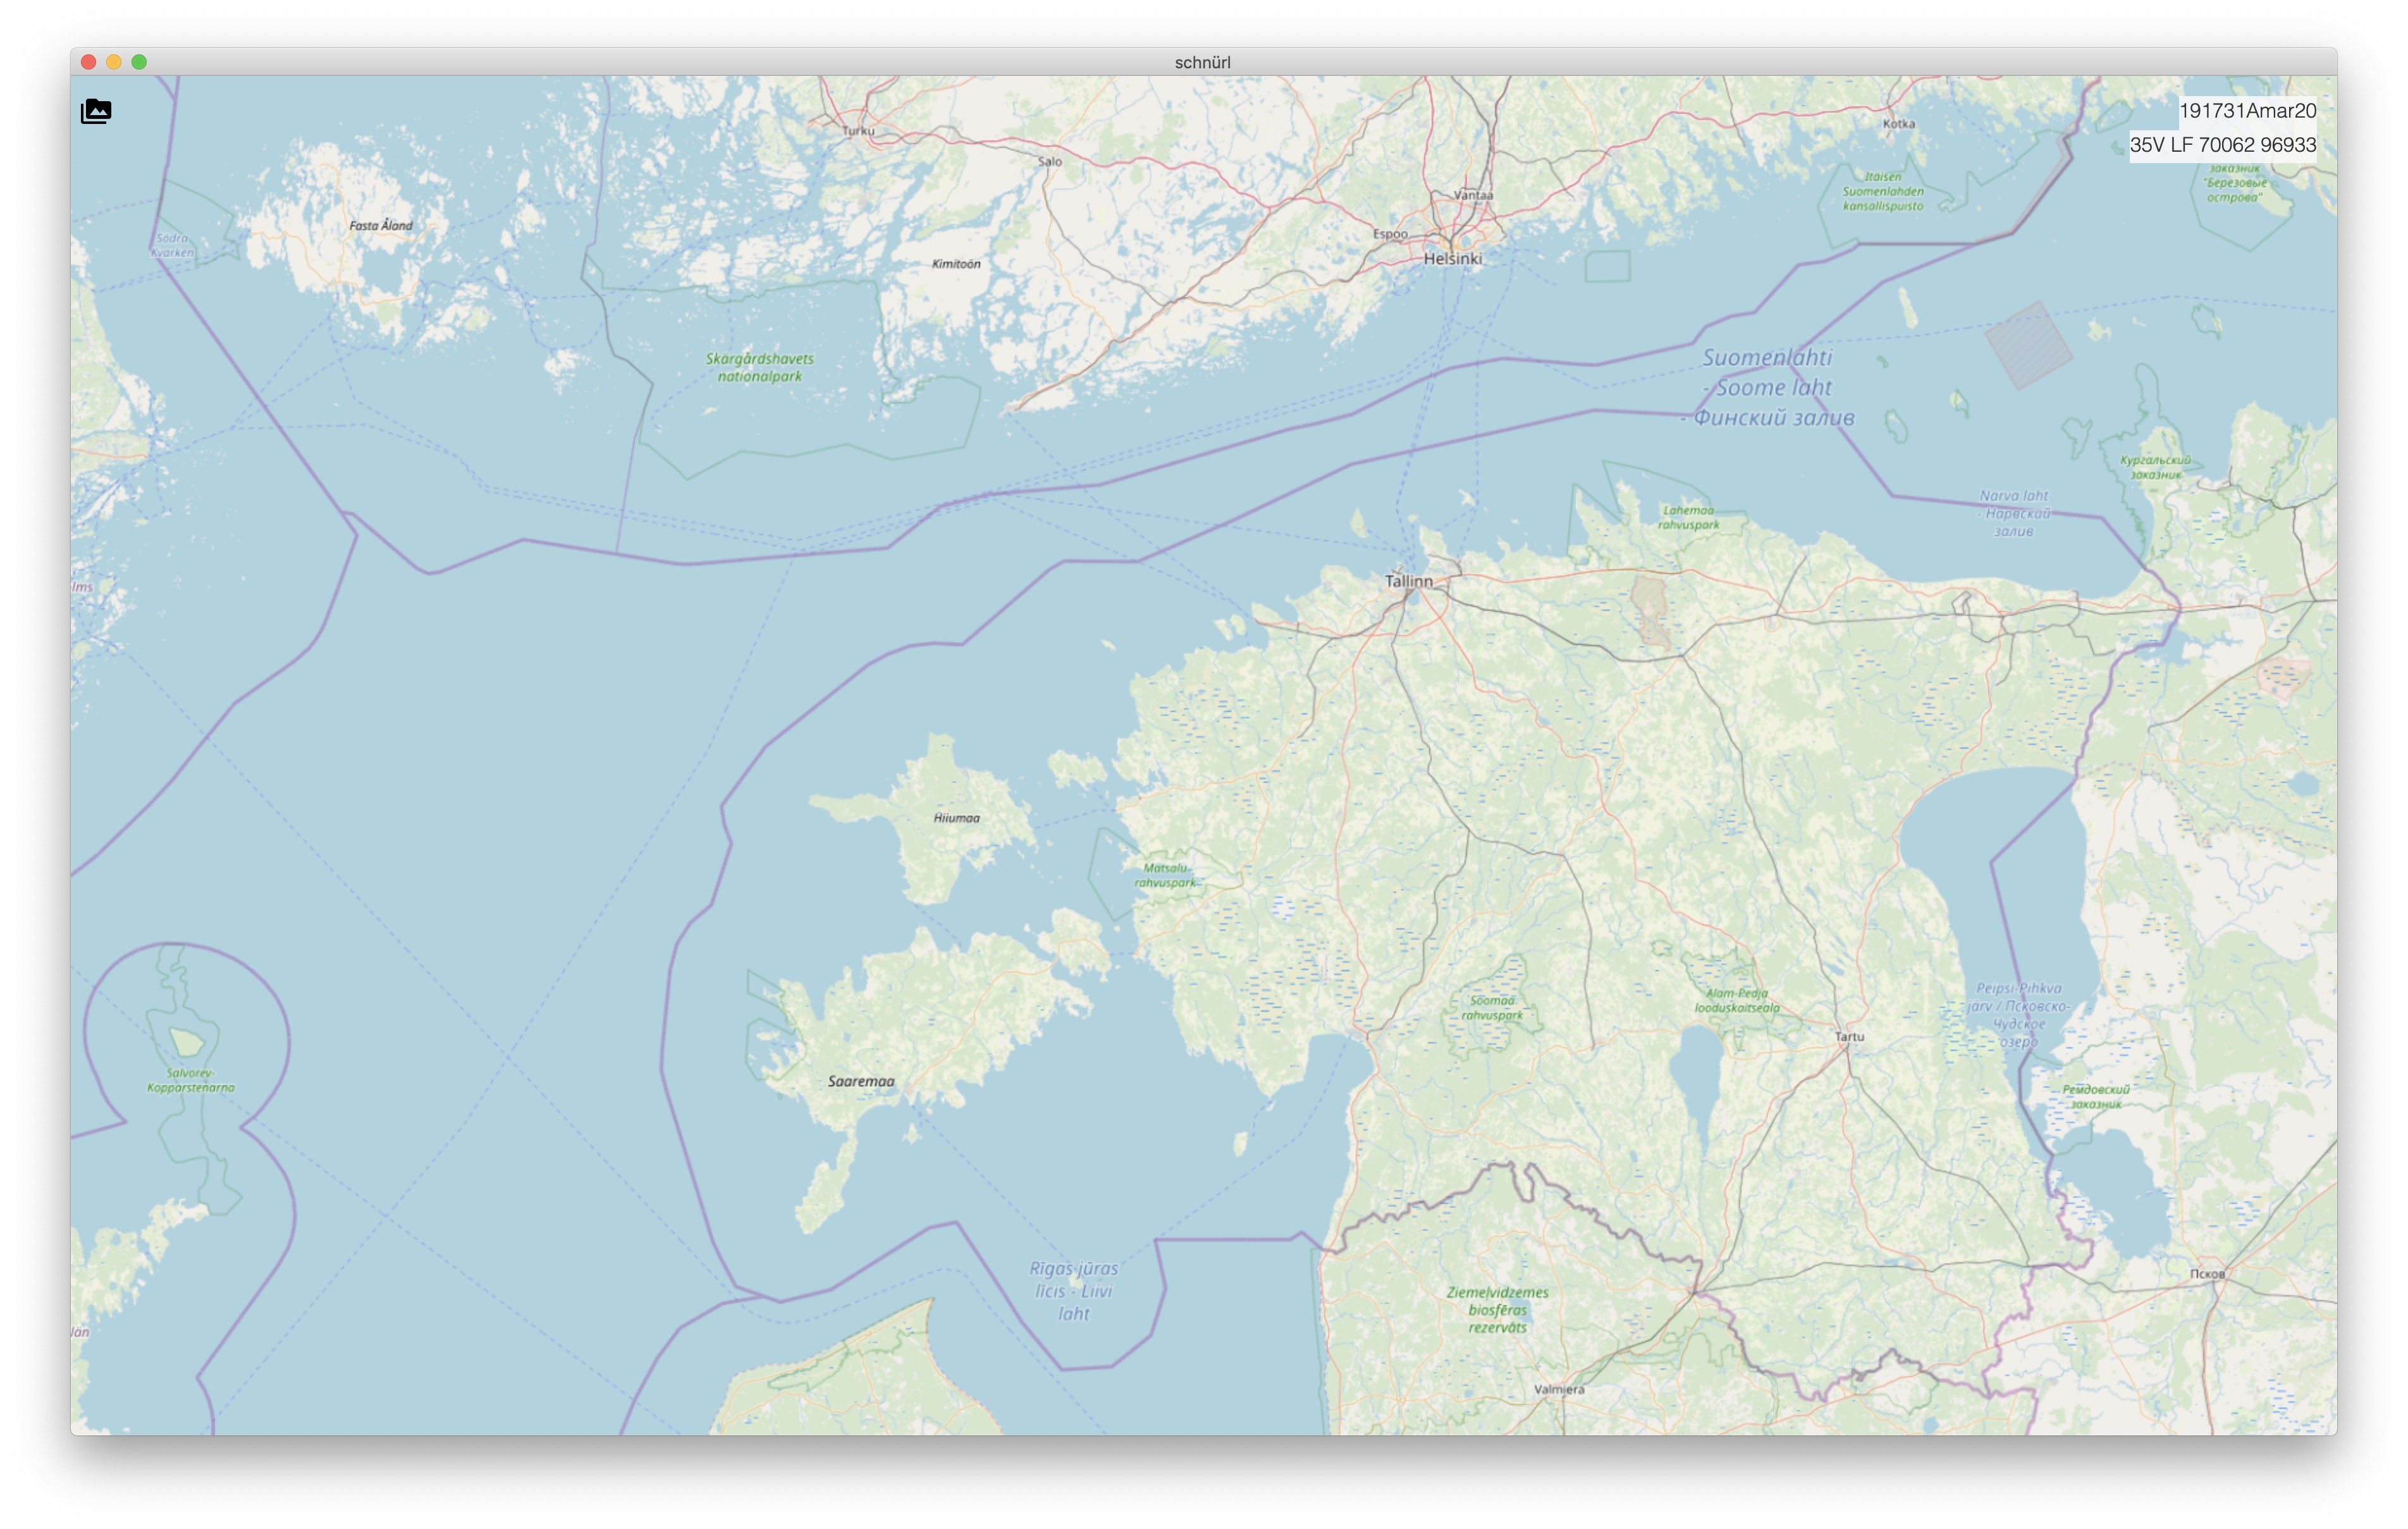 schnürl
191731Amar20
35V LF 70062 96933
Turku
Salo
Kotka
заказник
"Березовые
острова"
Itäisen
Suomenlahden
kansallispuisto
Vantaa
Espoo
Helsinki
Fasta Åland
Södra
Kvarken
Kimitoön
Skärgårdshavets
nationalpark
Suomenlahti
- Soome laht
- Финский залив
Кургальский
заказник
Narva laht
- Нарвский
залив
Lahemaa
rahvuspark
Tallinn
lms
Hiiumaa
Matsalu
rahvuspark
Soomaa
rahvuspark
Alam-Pedja
looduskaitseala
Peipsi-Pihkva
järv / Псковско-
Чудское
озеро
Tartu
Salvorev-
Kopparstenarna
Saaremaa
Ремдовский
заказник
Rīgas jūras
līcis - Liivi
laht
Ziemeļvidzemes
biosfēras
rezervāts
Псков
län
Valmiera